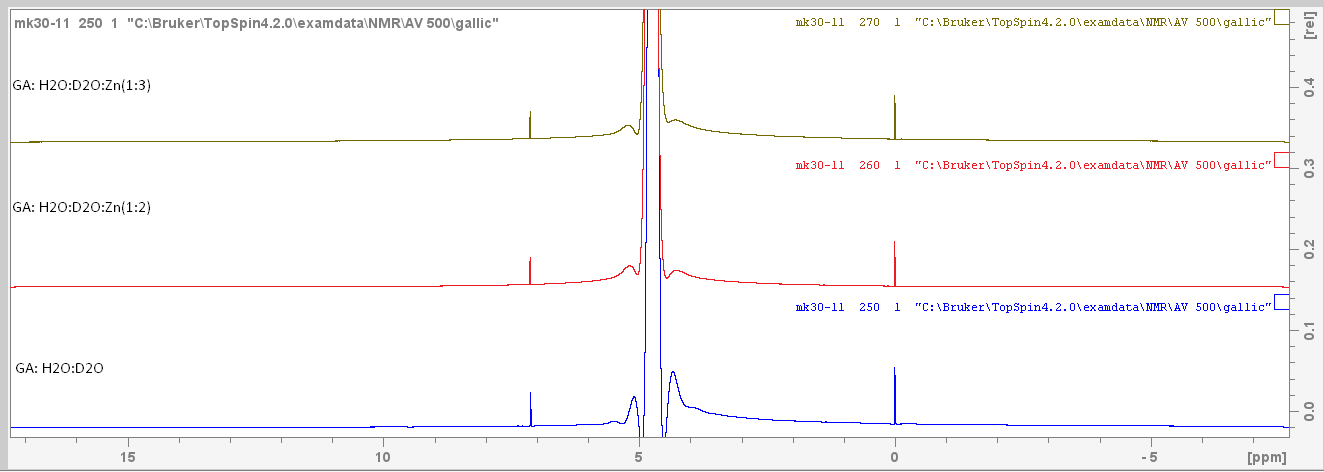 mk30-11 250 1 "C:\Bruker\TopSpin4.2.0\examdata\NMR\AV 500\gallic"
mk30-11 270 1 "C:\Bruker\TopSpin4.2.0\examdata\NMR\AV 500\gallic"
[rel]
GA: H2O:D2O:Zn(1:3)
0.4
mk30-11 260 1 "C:\Bruker\TopSpin4.2.0\examdata\NMR\AV 500\gallic"
0.3
GA: H2O:D2O:Zn(1:2)
0.2
mk30-11 250 1 "C:\Bruker\TopSpin4.2.0\examdata\NMR\AV 500\gallic"
0.1
GA: H2O:D2O
0.0
15 10 5 0 - 5 [ppm]